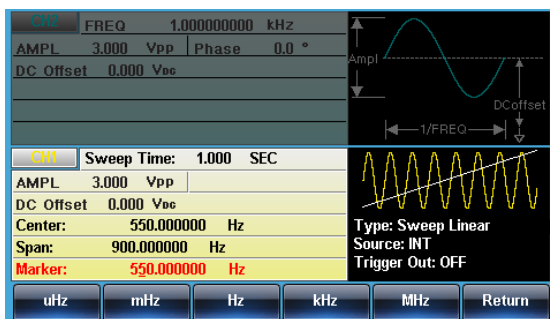 CH2 FREQ 1.000000000 kHz
AMPL 3.000 Vpp Phase 0.0 °
DC Offset 0.000 VDC
Ampl
DCoffset
1/FREQ
CH1 Sweep Time: 1.000 SEC
AMPL 3.000 Vpp
DC Offset 0.000 VDC
Center: 550.000000 Hz
Span: 900.000000 Hz
Marker: 550.000000 Hz
Type: Sweep Linear
Source: INT
Trigger Out: OFF
uHz mHz Hz kHz MHz Return